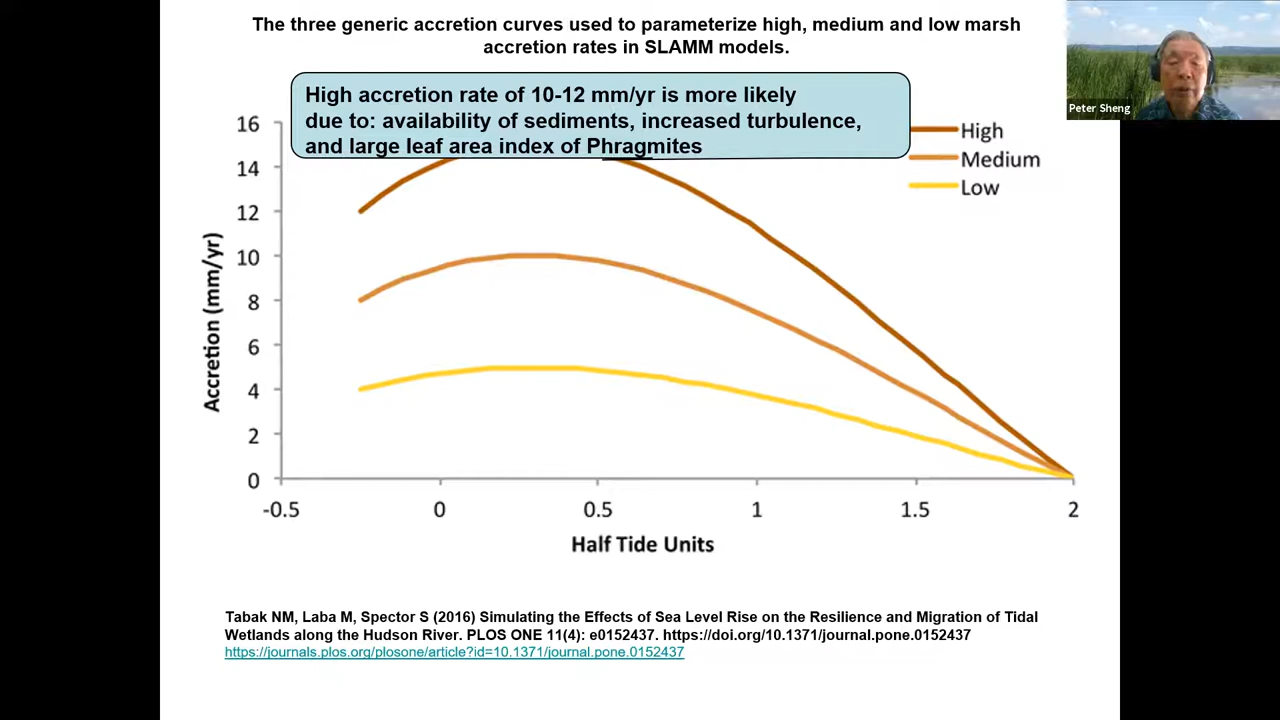 The three generic accretion curves used to parameterize high, medium and low marsh
accretion rates in SLAMM models.
Peter Sheng
High accretion rate of 10-12 mm/yr is more likely
due to: availability of sediments, increased turbulence,
and large leaf area index of Phragmites
High
Medium
Low
Accretion (mm/yr)
16
14
12
10
8
6
4
2
0
-0.5
0
0.5
1
1.5
2
Half Tide Units
Tabak NM, Laba M, Spector S (2016) Simulating the Effects of Sea Level Rise on the Resilience and Migration of Tidal
Wetlands along the Hudson River. PLOS ONE 11(4): e0152437. https://doi.org/10.1371/journal.pone.0152437
https://journals.plos.org/plosone/article?id=10.1371/journal.pone.0152437